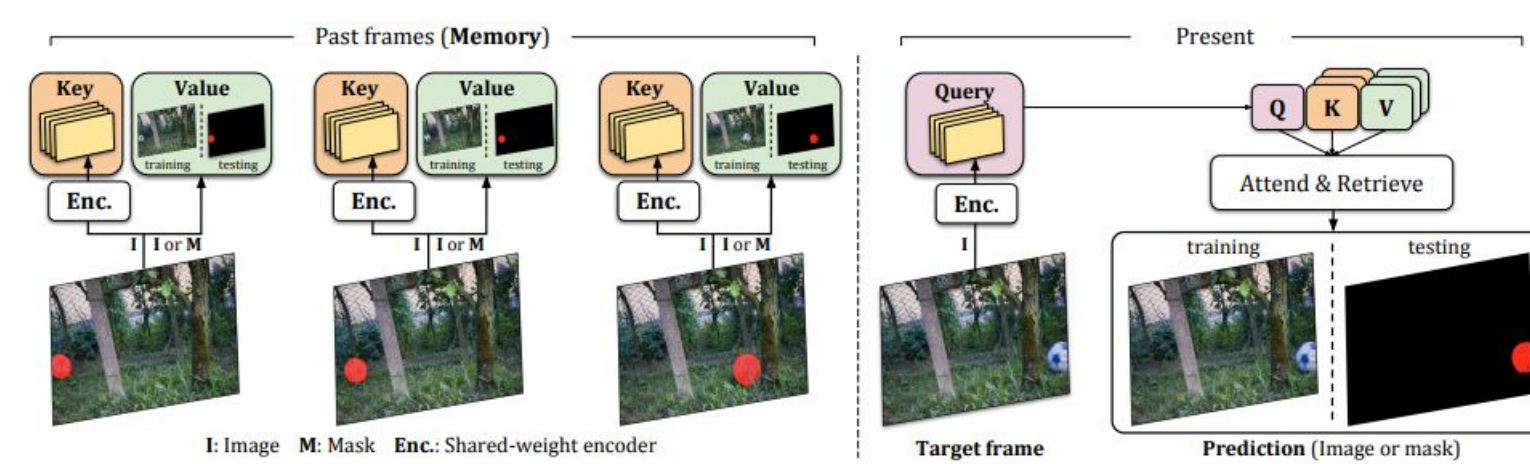 Past frames (Memory)
Present
Key
Value
training
testing
Enc.
I
I or M
Key
Value
training
testing
Enc.
I
I or M
Key
Value
training
testing
Enc.
I
I or M
Query
Enc.
I
Q
K
V
Attend & Retrieve
training
testing
I: Image M: Mask Enc.: Shared-weight encoder
Target frame
Prediction (Image or mask)